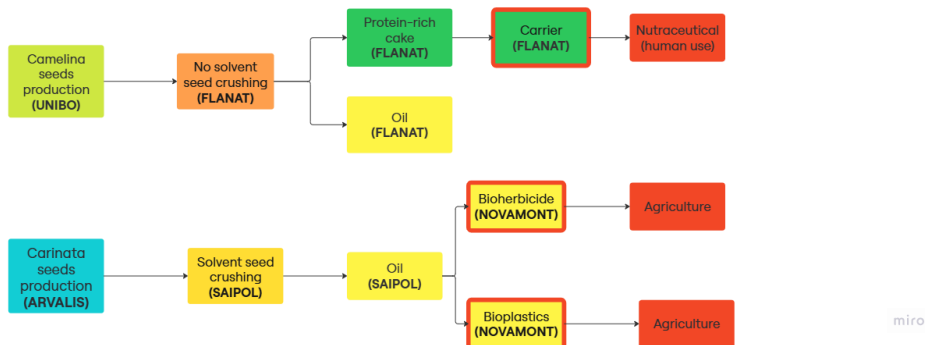 Camelina
seeds
production
(UNIBO)
No solvent
seed crushing
(FLANAT)
Protein-rich
cake
(FLANAT)
Carrier
(FLANAT)
Nutraceutical
(human use)
Oil
(FLANAT)
Carinata
seeds
production
(ARVALIS)
Solvent seed
crushing
(SAIPOL)
Oil
(SAIPOL)
Bioherbicide
(NOVAMONT)
Agriculture
Bioplastics
(NOVAMONT)
Agriculture
miro